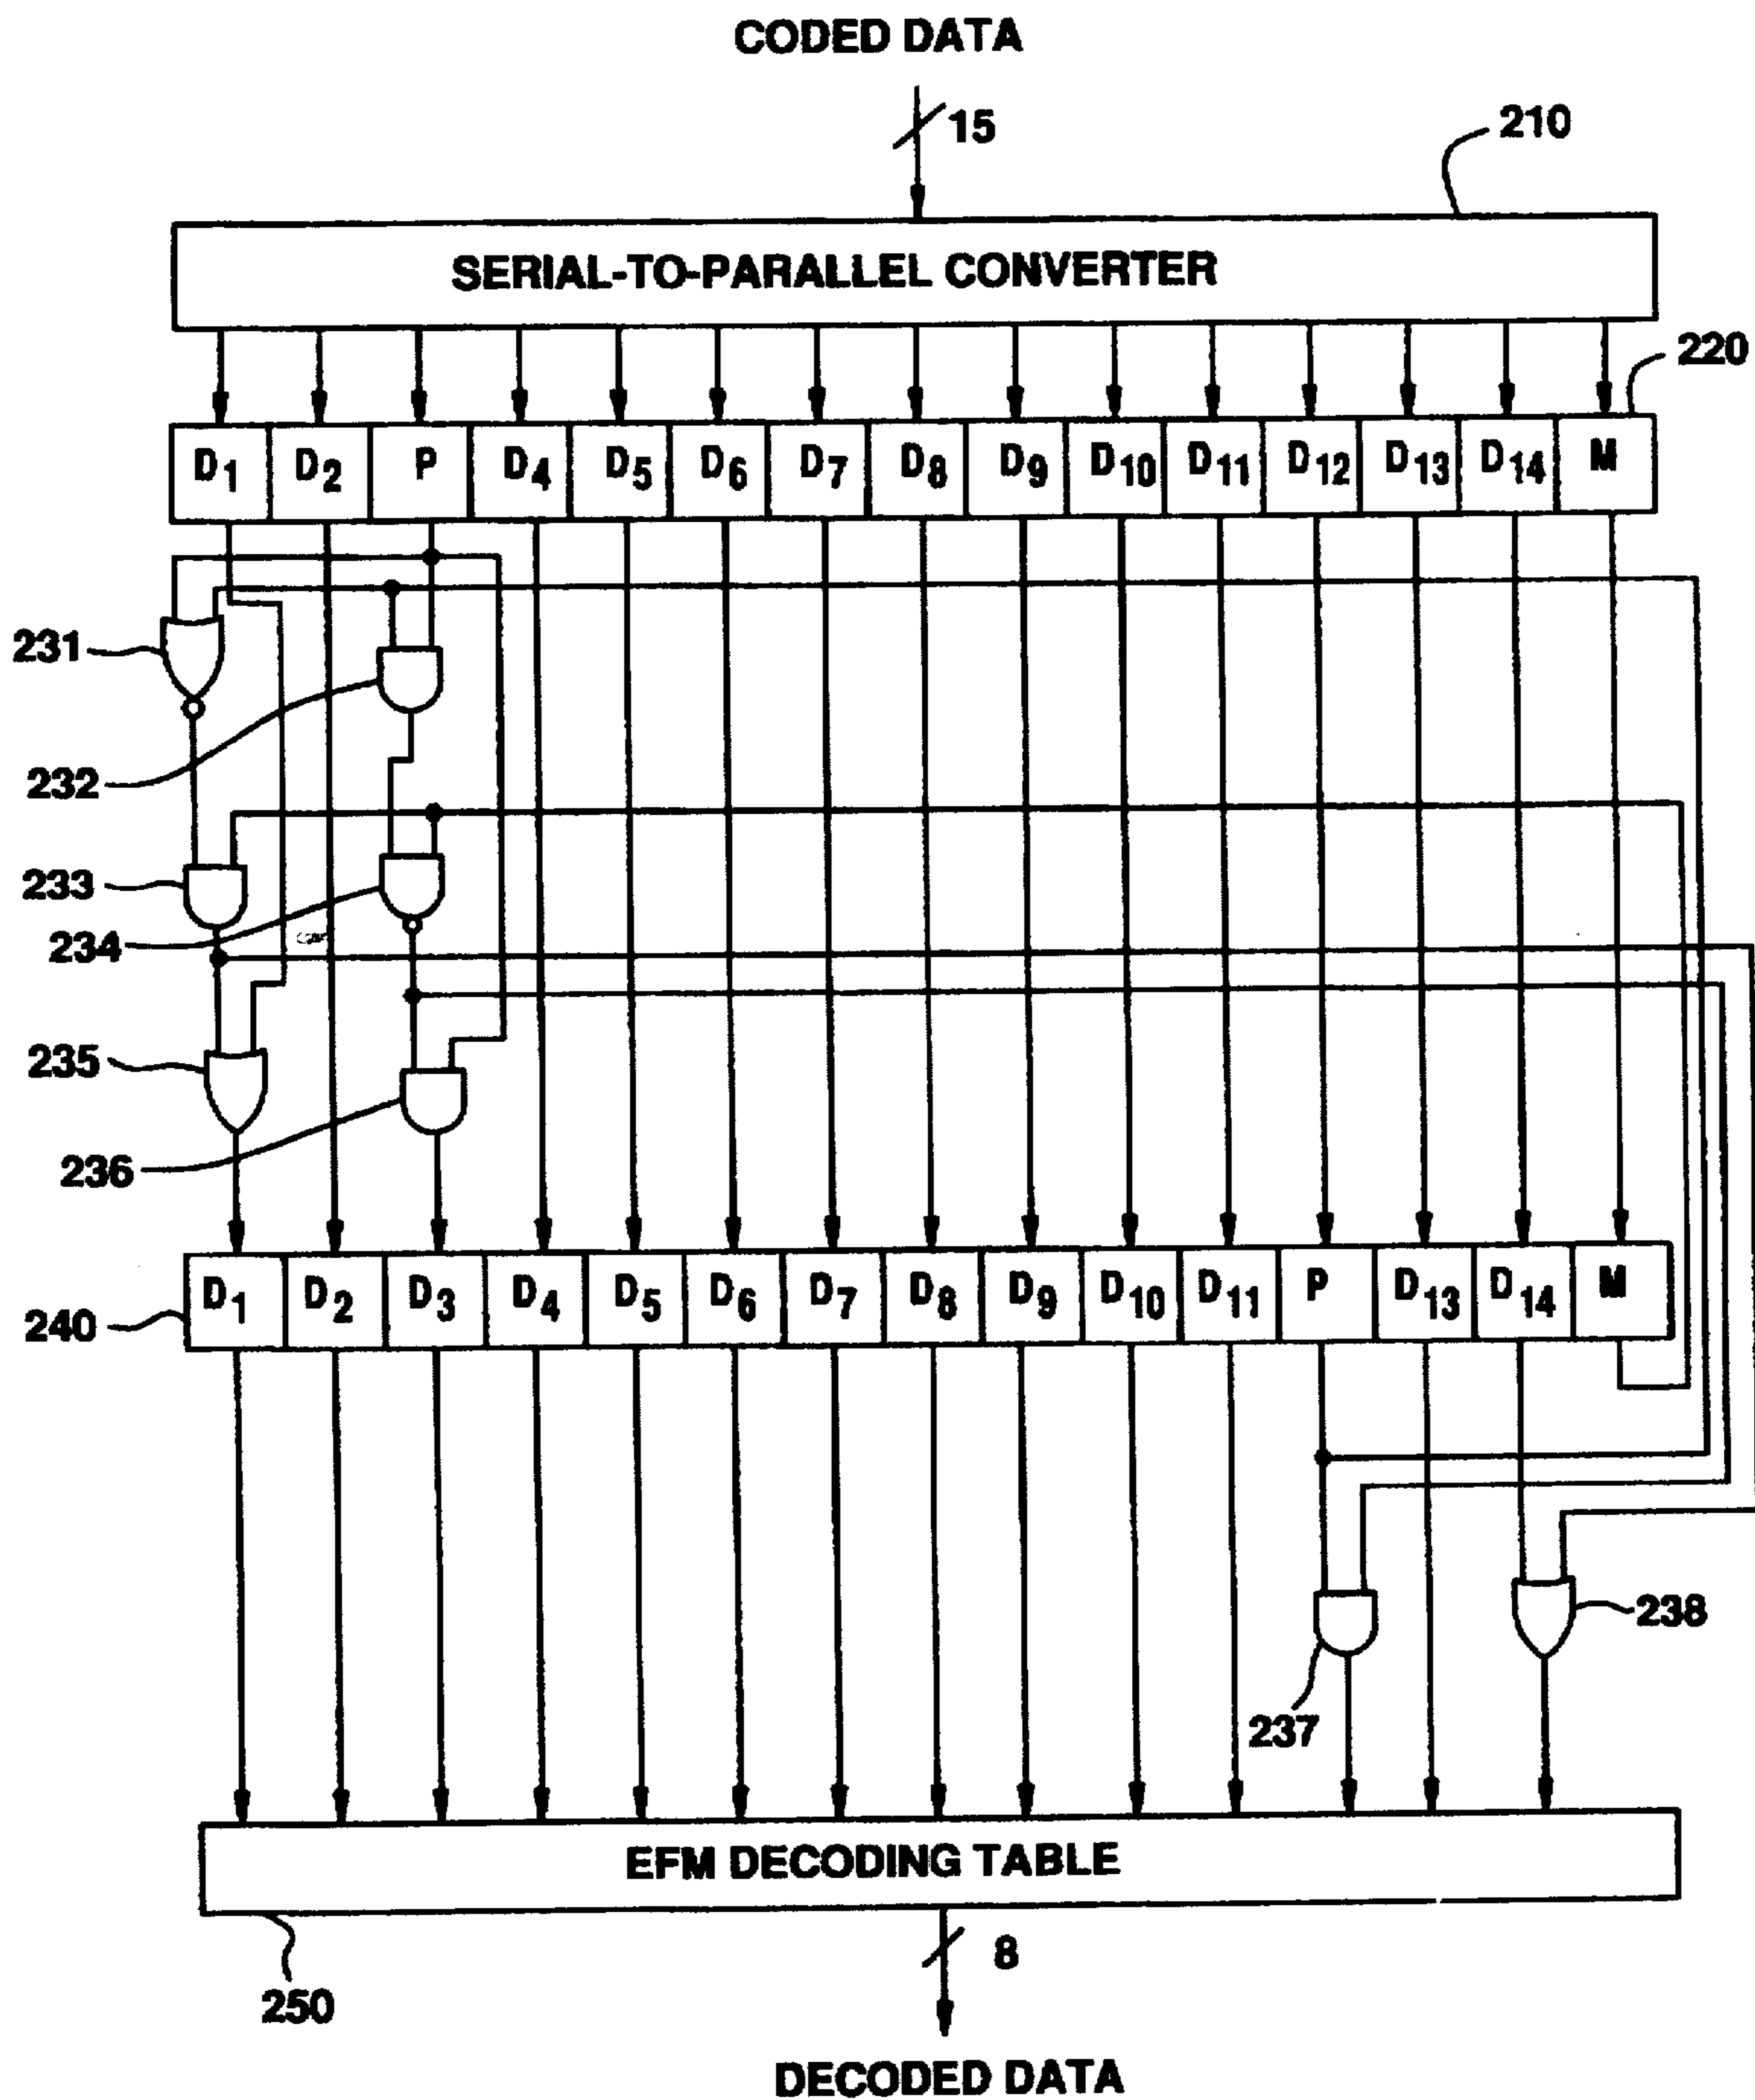 CODED DATA
15
210
SERIAL-TO-PARALLEL CONVERTER
220
D1 D2 P D4 D5 D6 D7 D8 D9 D10 D11 D12 D13 D14 M
231
232
233
234
235
236
D1 D2 D3 D4 D5 D6 D7 D8 D9 D10 D11 P D13 D14 M
240
238
237
EFM DECODING TABLE
8
250
DECODED DATA